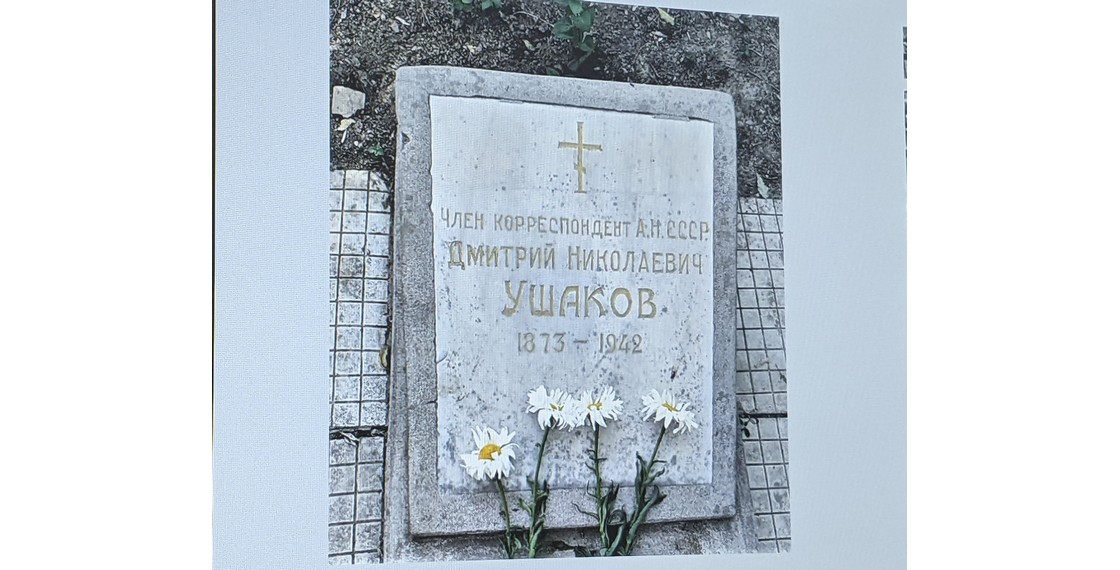 Член корреспондент А.Н.СССР.
Дмитрий Николаевич
Ушаков
1873 – 1942